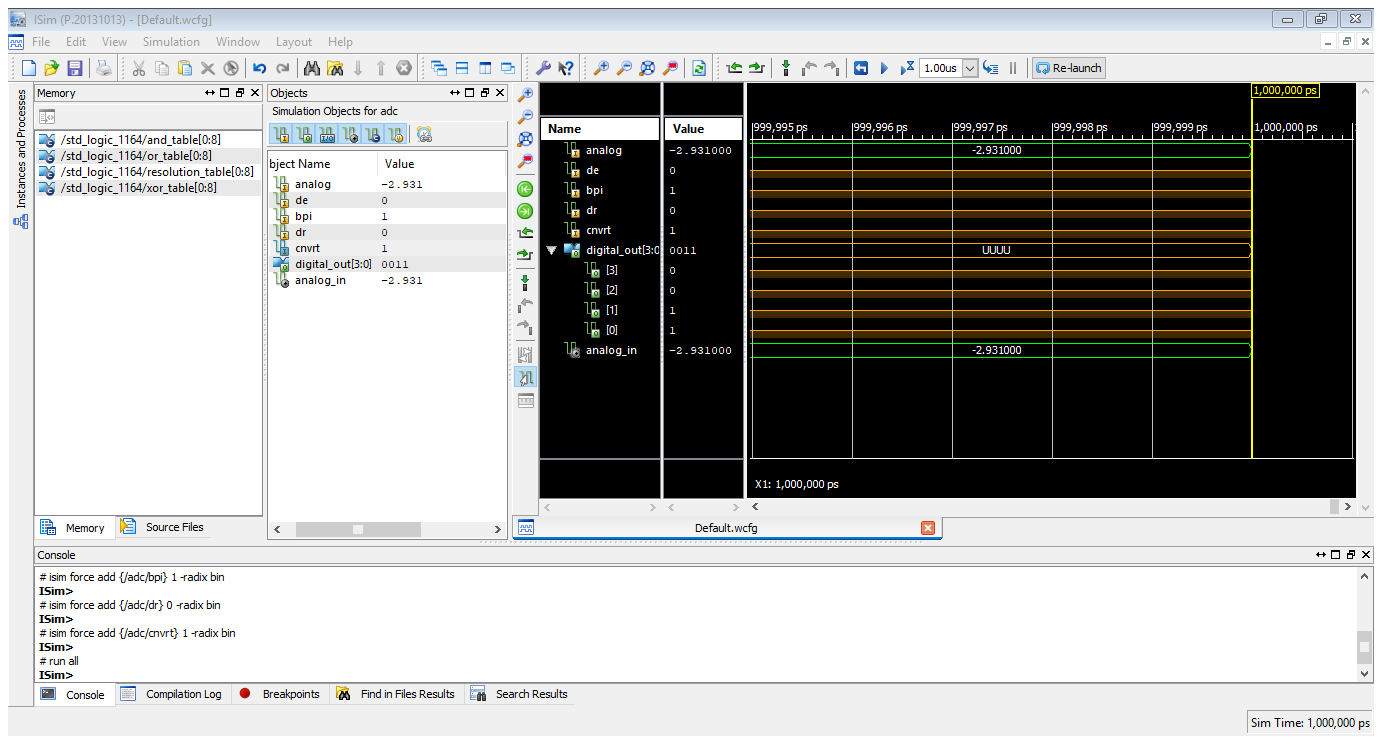 ISim (P.20131013) - [Default.wcfg]
File Edit View Simulation Window Layout Help
1.00us Re-launch
Instances and Processes
Memory
/std_logic_1164/and_table[0:8]
/std_logic_1164/or_table[0:8]
/std_logic_1164/resolution_table[0:8]
/std_logic_1164/xor_table[0:8]
Memory Source Files
Objects
Simulation Objects for adc
bject Name Value
analog -2.931
de 0
bpi 1
dr 0
cnvrt 1
digital_out[3:0] 0011
analog_in -2.931
1,000,000 ps
Name Value 999,995 ps 999,996 ps 999,997 ps 999,998 ps 999,999 ps 1,000,000 ps
analog -2.931000 -2.931000
de 0
bpi 1
dr 0
cnvrt 1
digital_out[3:0 0011 UUUU
[3] 0
[2] 0
[1] 1
[0] 1
analog_in -2.931000 -2.931000
X1: 1,000,000 ps
Default.wcfg
Console
# isim force add {/adc/bpi} 1 -radix bin
ISim>
# isim force add {/adc/dr} 0 -radix bin
ISim>
# isim force add {/adc/cnvrt} 1 -radix bin
ISim>
# run all
ISim>
Console Compilation Log Breakpoints Find in Files Results Search Results
Sim Time: 1,000,000 ps